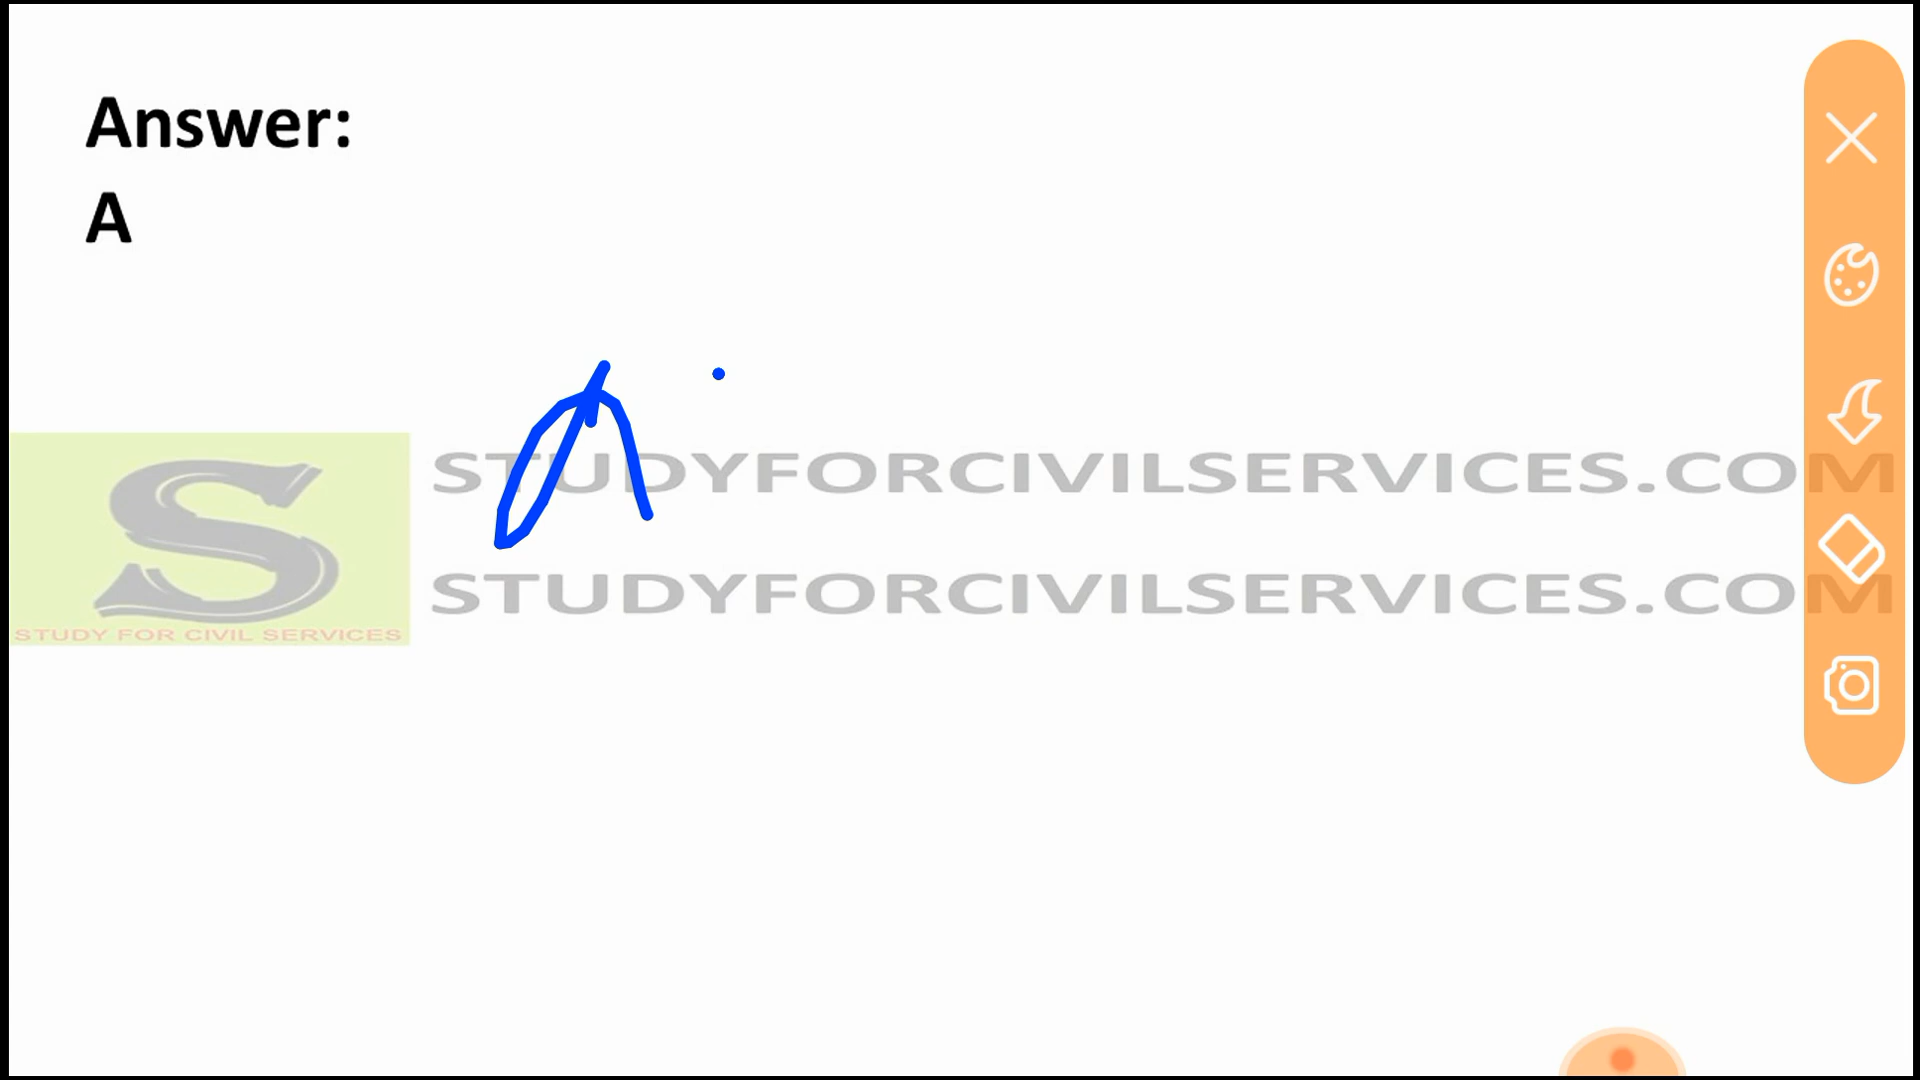 Answer:
A
STUDYFORCIVILSERVICES.COM
STUDYFORCIVILSERVICES.COM
S
STUDY FOR CIVIL SERVICES